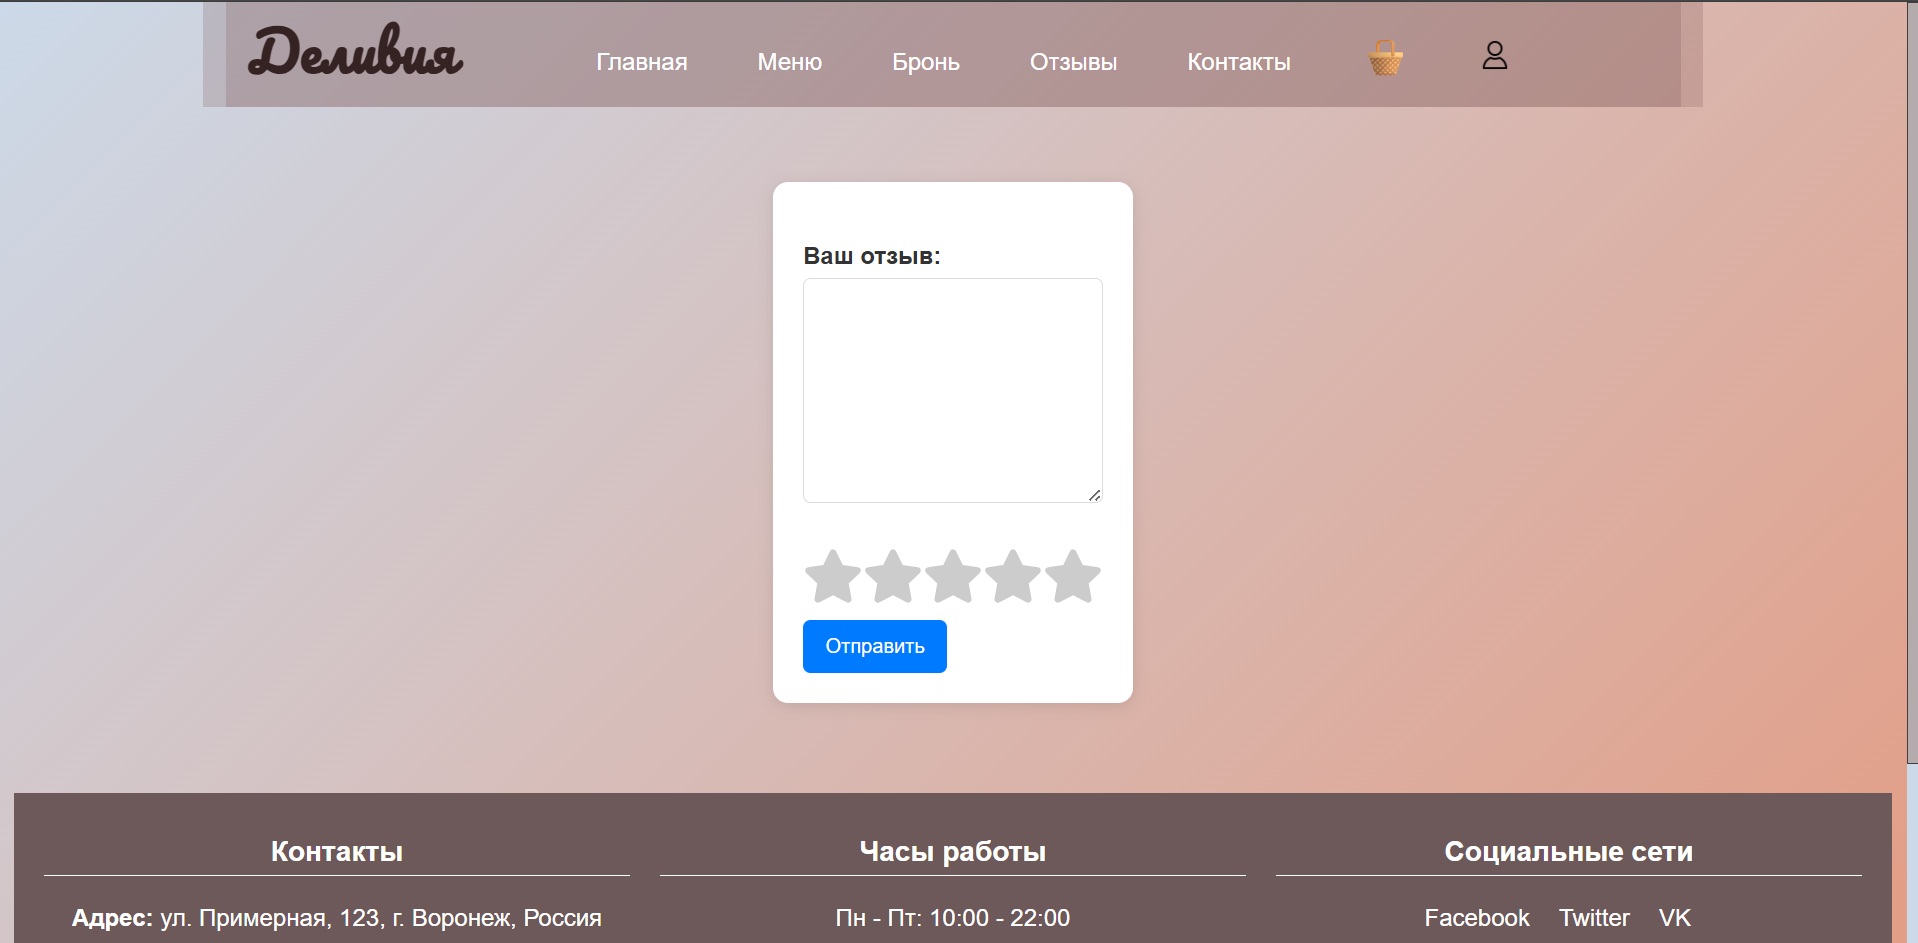 Деливия
Главная Меню Бронь Отзывы Контакты
Ваш отзыв:
Отправить
Контакты
Адрес: ул. Примерная, 123, г. Воронеж, Россия
Часы работы
Пн - Пт: 10:00 - 22:00
Социальные сети
Facebook Twitter VK